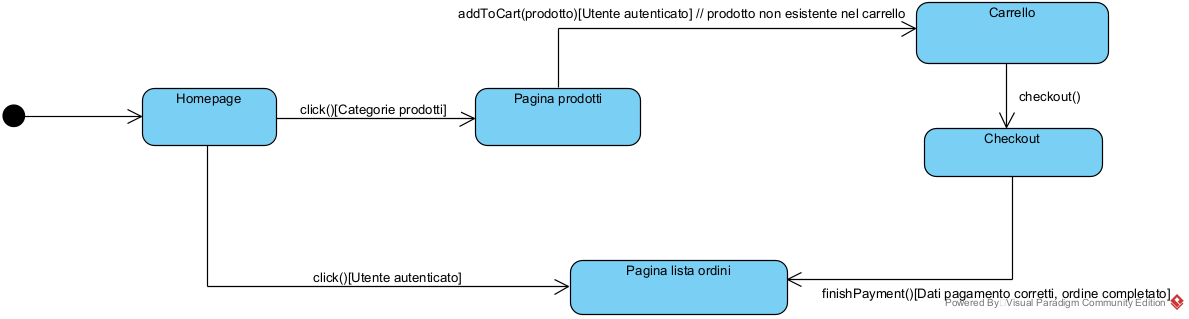 addToCart(prodotto)[Utente autenticato] // prodotto non esistente nel carrello
Carrello
Homepage
click()[Categorie prodotti]
Pagina prodotti
checkout()
Checkout
click()[Utente autenticato]
Pagina lista ordini
finishPayment()[Dati pagamento corretti, ordine completato]
Powered By Visual Paradigm Community Edition